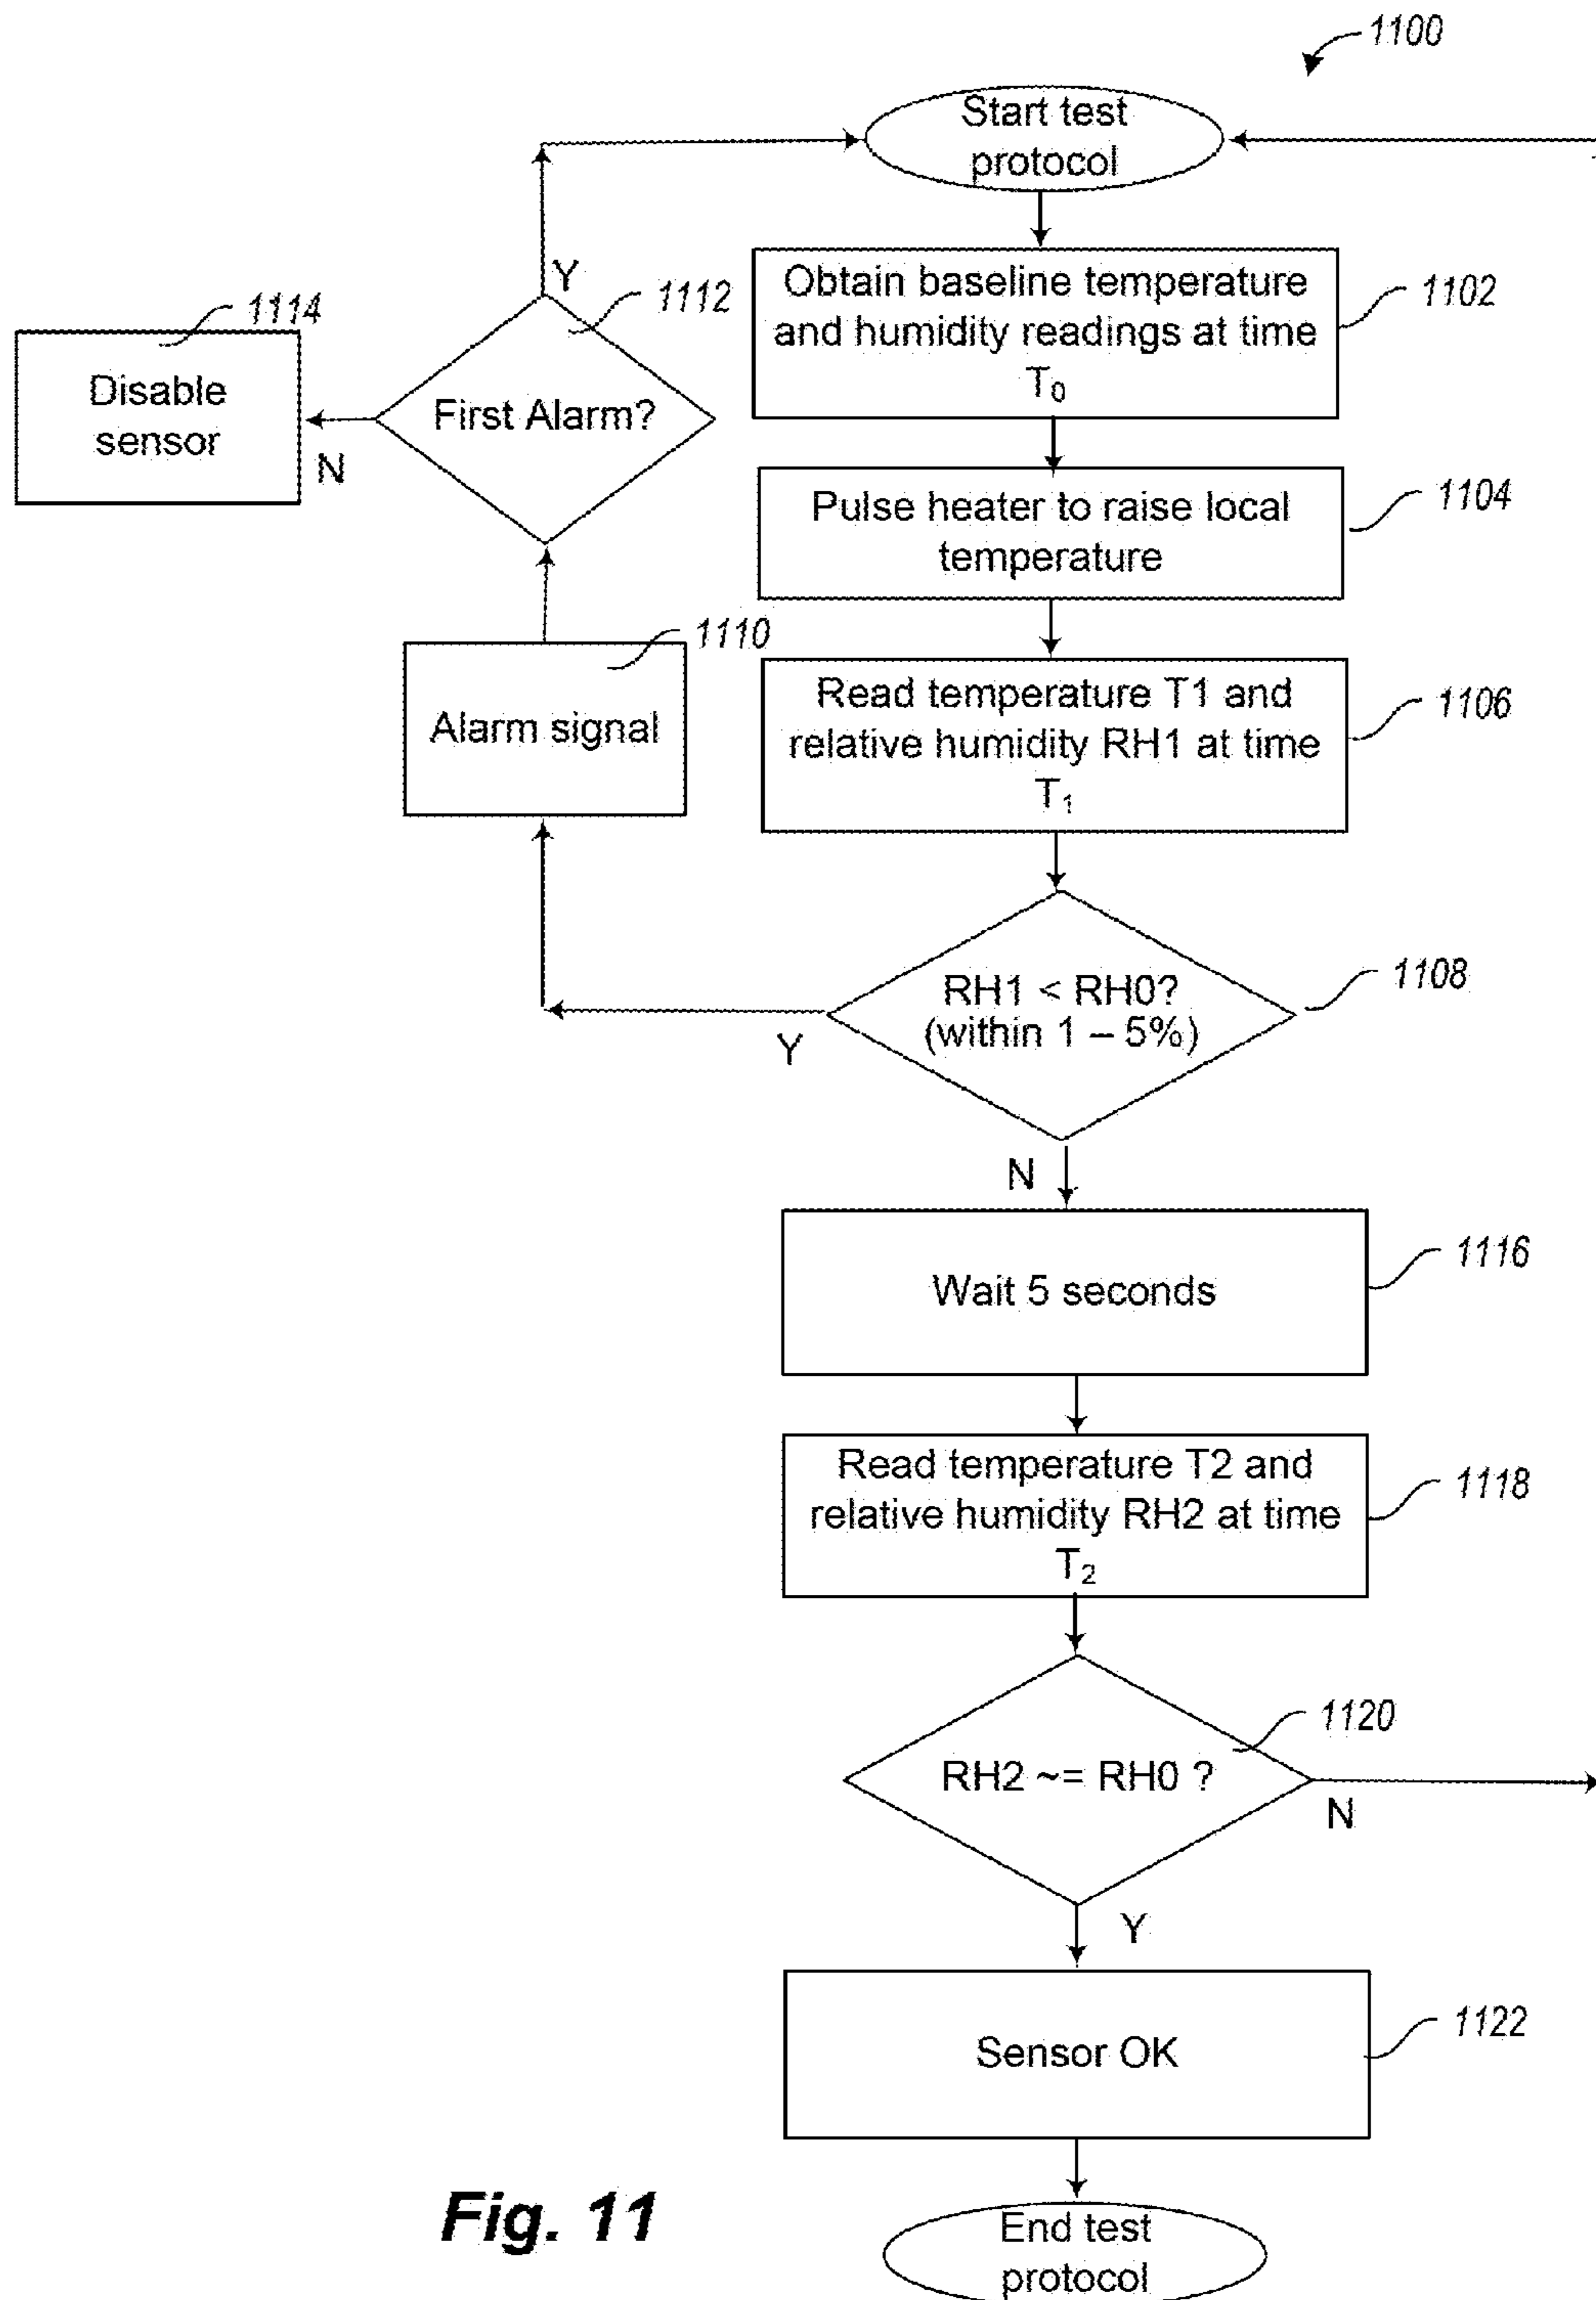 1100
Start test
protocol
Obtain baseline temperature
and humidity readings at time
T₀
1102
Y
1112
1114
Disable
sensor
First Alarm?
N
Pulse heater to raise local
temperature
1104
1110
Alarm signal
Read temperature T1 and
relative humidity RH1 at time
T₁
1106
RH1 < RH0?
(within 1 – 5%)
1108
Y
N
Wait 5 seconds
1116
Read temperature T2 and
relative humidity RH2 at time
T₂
1118
1120
RH2 ~= RH0 ?
N
Y
Sensor OK
1122
End test
protocol
Fig. 11